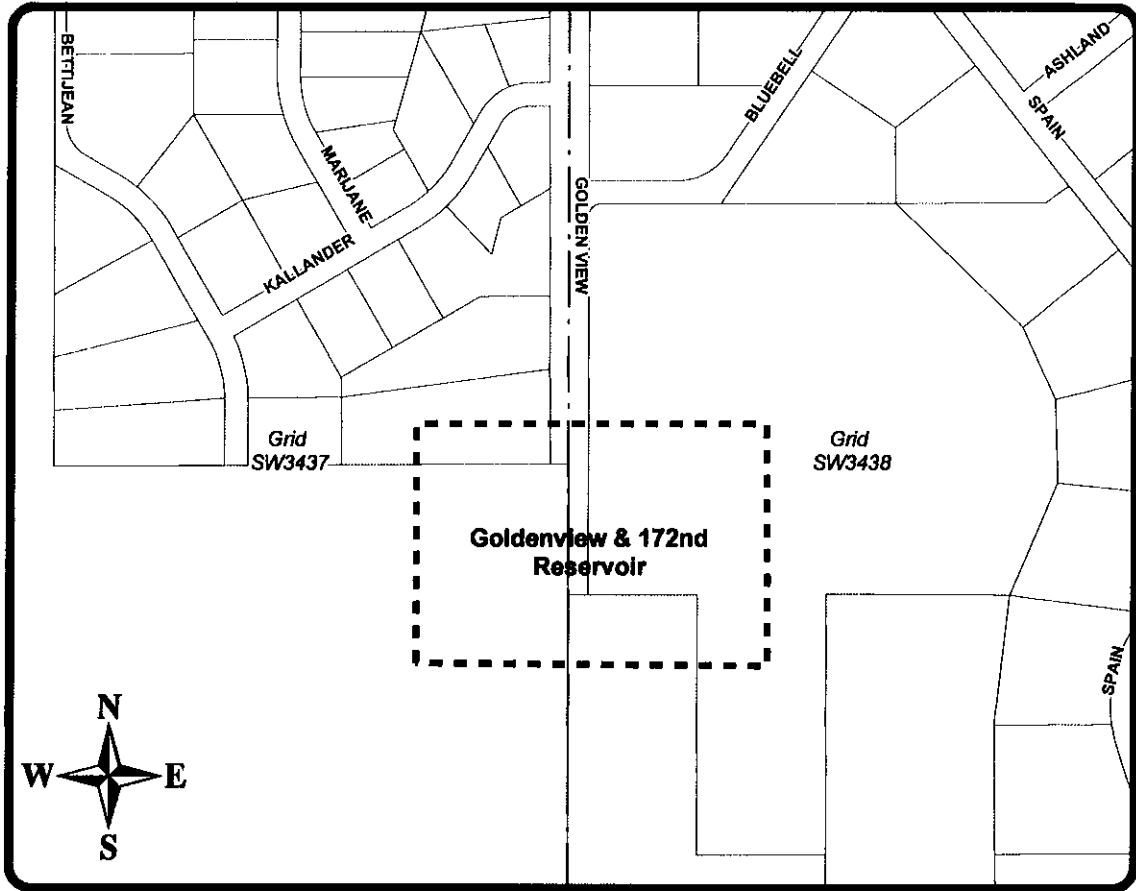 BETTIJEAN
MARIJANE
KALLANDER
GOLDEN VIEW
BLUEBELL
ASHLAND
SPAIN
Grid
SW3437
Grid
SW3438
Goldenview & 172nd
Reservoir
SPAIN
N
W E
S